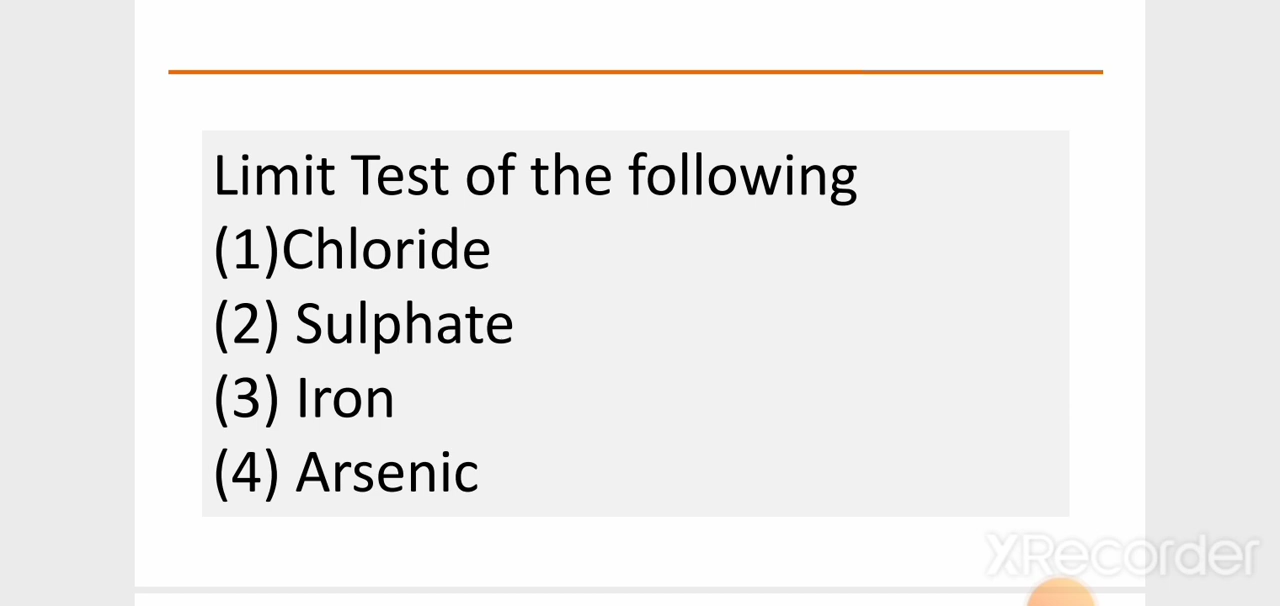 Limit Test of the following
(1)Chloride
(2) Sulphate
(3) Iron
(4) Arsenic
XRecorder